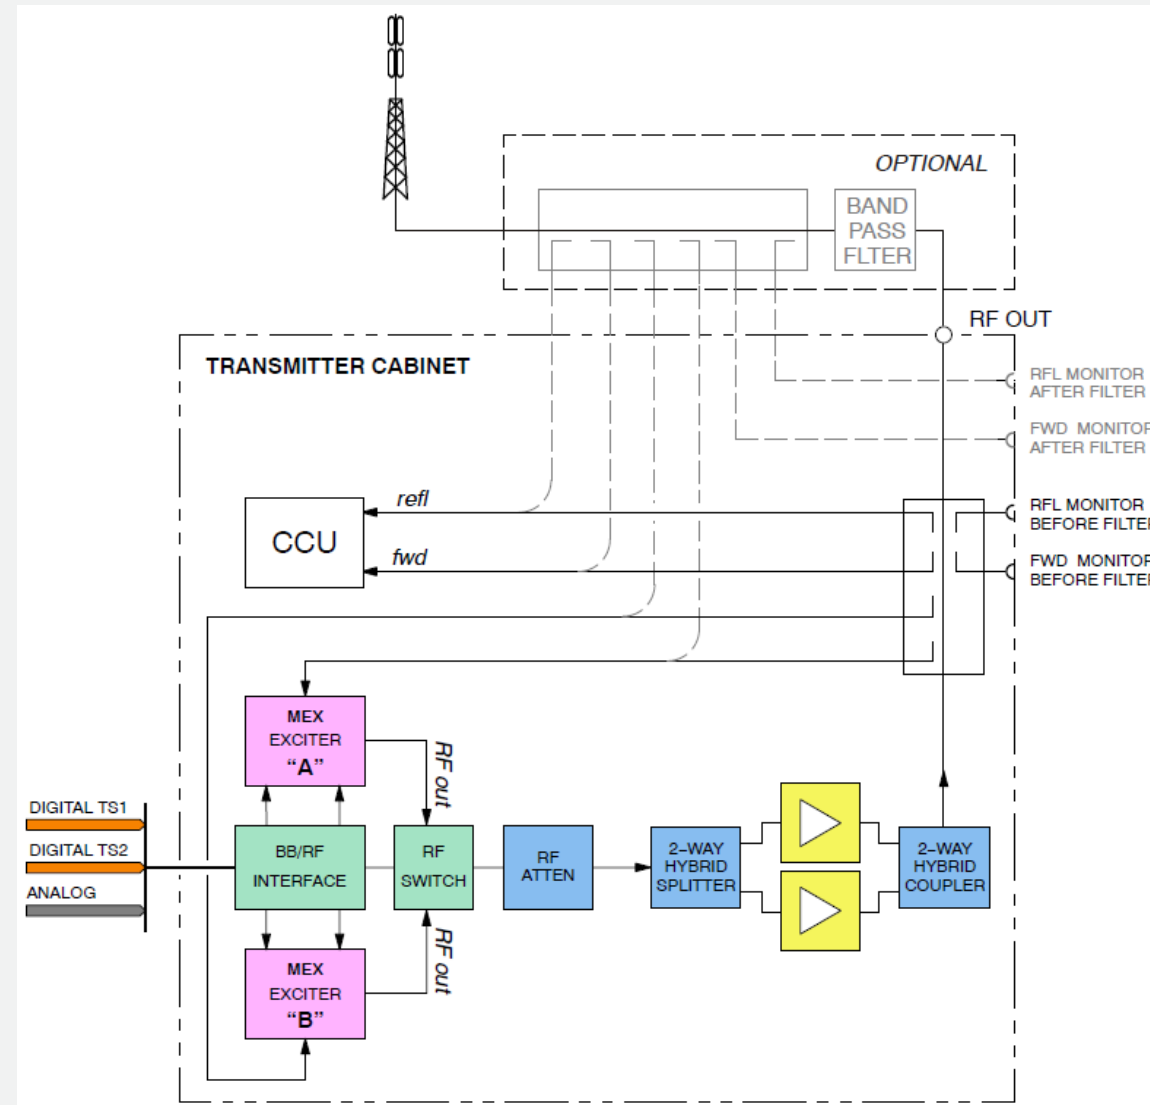 OPTIONAL
BAND
PASS
FLTER
RF OUT
TRANSMITTER CABINET
RFL MONITOR
AFTER FILTER
FWD MONITOR
AFTER FILTER
refl
CCU
fwd
RFL MONITOR
BEFORE FILTER
FWD MONITOR
BEFORE FILTER
MEX
EXCITER
“A”
RF out
DIGITAL TS1
DIGITAL TS2
ANALOG
BB/RF
INTERFACE
RF
SWITCH
RF
ATTEN
2–WAY
HYBRID
SPLITTER
2–WAY
HYBRID
COUPLER
RF out
MEX
EXCITER
“B”